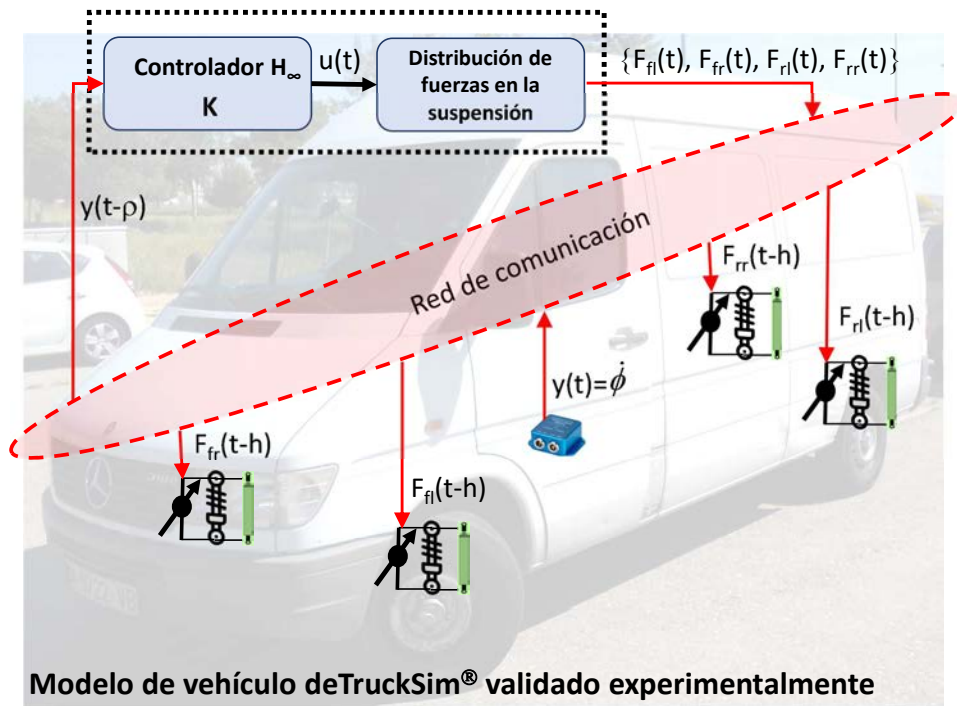 Controlador H∞
K
u(t)
Distribución de
fuerzas en la
suspensión
{Ffl(t), Ffr(t), Frl(t), Frr(t)}
y(t-ρ)
Red de comunicación
Frr(t-h)
Frl(t-h)
y(t)=ϕ̇
Ffr(t-h)
Ffl(t-h)
Modelo de vehículo deTruckSim® validado experimentalmente